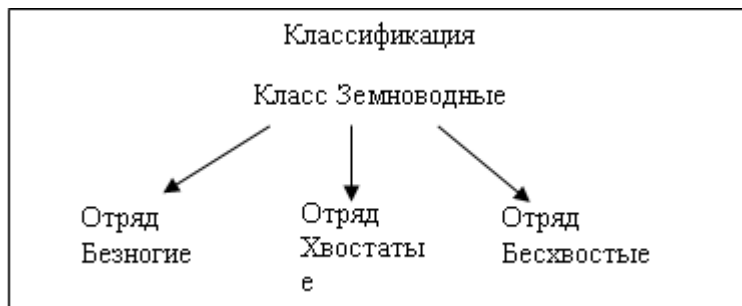 Классификация
Класс Земноводные
Отряд
Безногие
Отряд
Хвостаты
е
Отряд
Бесхвостые